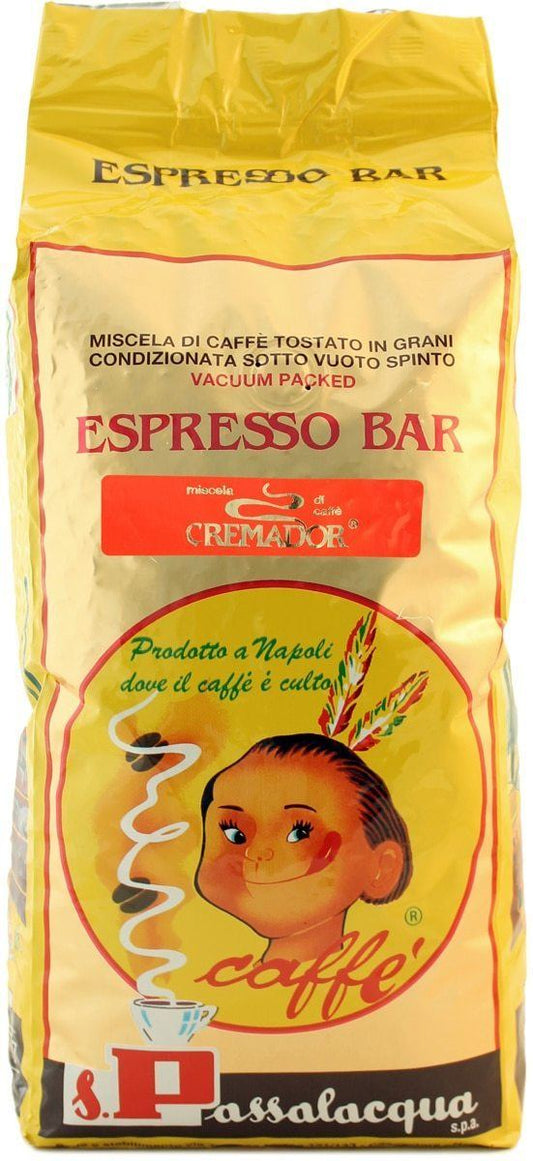 ESPRESSO BAR
MISCELA DI CAFFÈ TOSTATO IN GRANI
CONDIZIONATA SOTTO VUOTO SPINTO
VACUUM PACKED
ESPRESSO BAR
miscela di caffè
CREMADOR®
Prodotto a Napoli
dove il caffè é culto
®
caffé
S. Passalacqua
s.p.a.